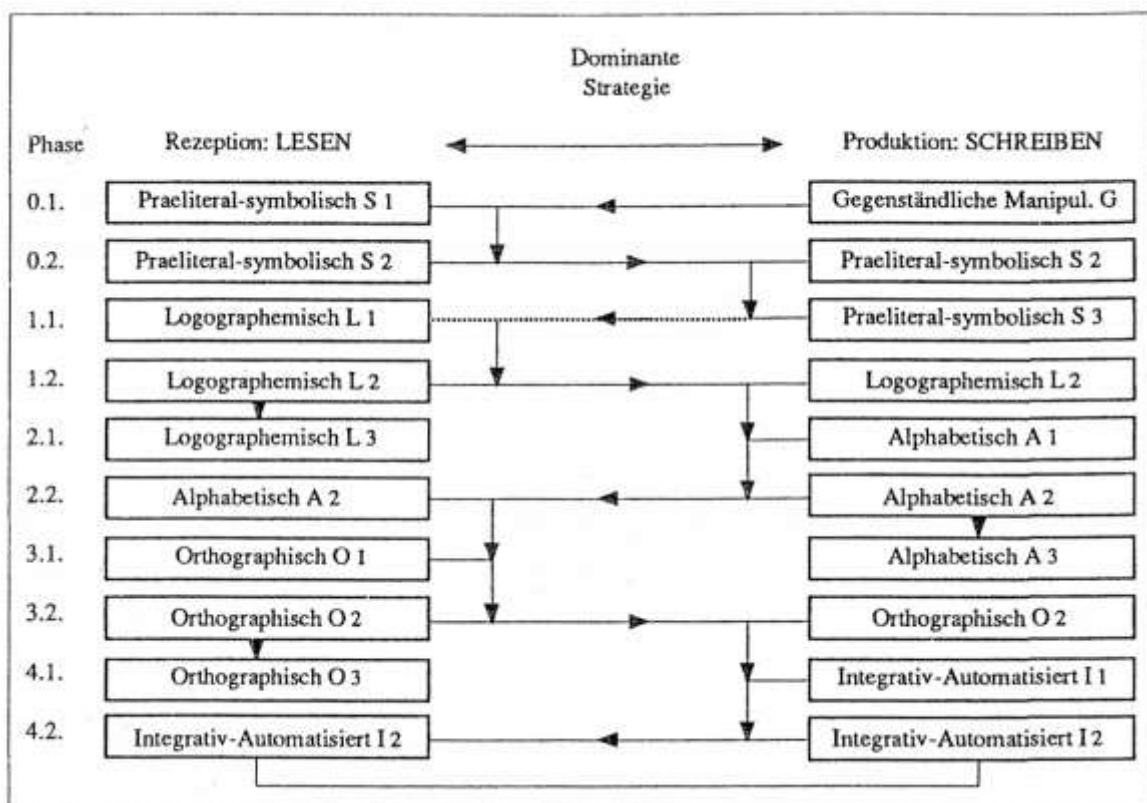 Dominante
Strategie
Phase Rezeption: LESEN Produktion: SCHREIBEN
0.1. Praeliteral-symbolisch S 1 Gegenständliche Manipul. G
0.2. Praeliteral-symbolisch S 2 Praeliteral-symbolisch S 2
1.1. Logographemisch L 1 Praeliteral-symbolisch S 3
1.2. Logographemisch L 2 Logographemisch L 2
2.1. Logographemisch L 3 Alphabetisch A 1
2.2. Alphabetisch A 2 Alphabetisch A 2
3.1. Orthographisch O 1 Alphabetisch A 3
3.2. Orthographisch O 2 Orthographisch O 2
4.1. Orthographisch O 3 Integrativ-Automatisiert I 1
4.2. Integrativ-Automatisiert I 2 Integrativ-Automatisiert I 2